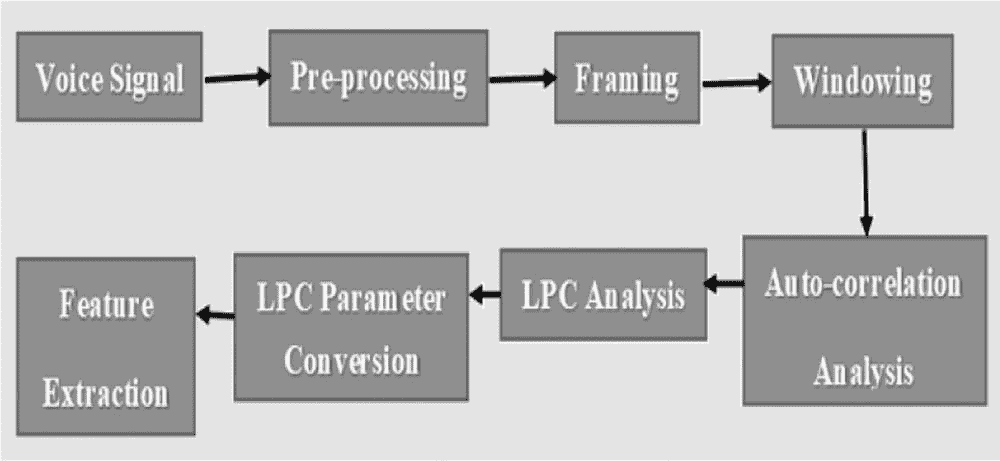 Voice Signal
Pre-processing
Framing
Windowing
Auto-correlation
Analysis
LPC Analysis
LPC Parameter
Conversion
Feature
Extraction